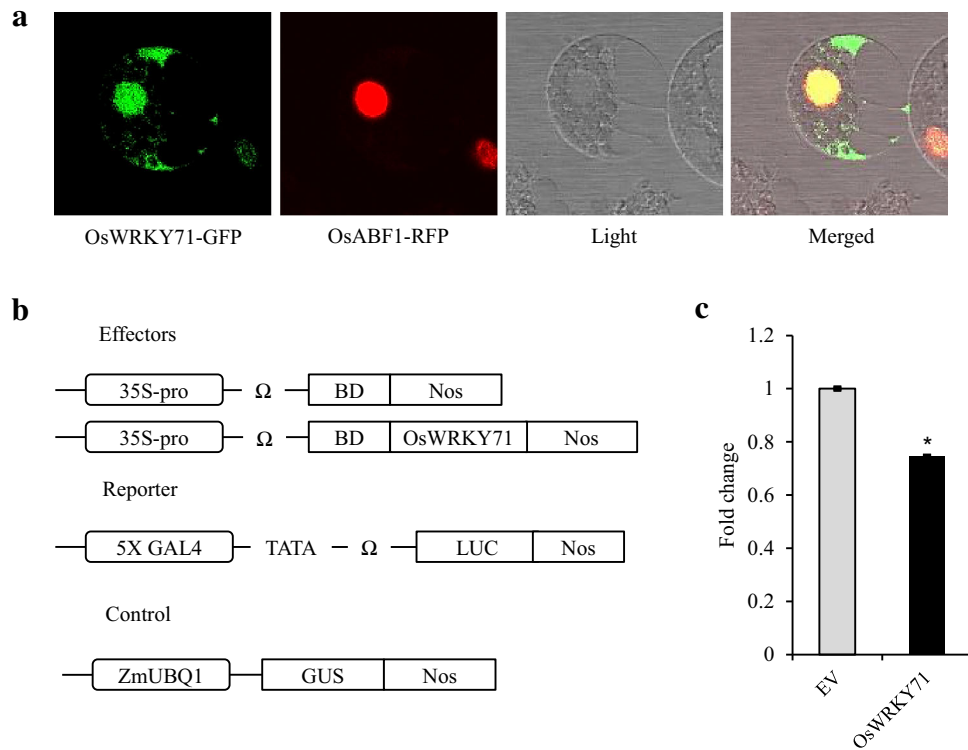 a
OsWRKY71-GFP
OsABF1-RFP
Light
Merged
b
Effectors
35S-pro Ω BD Nos
35S-pro Ω BD OsWRKY71 Nos
Reporter
5X GAL4 TATA Ω LUC Nos
Control
ZmUBQ1 GUS Nos
c
Fold change
1.2
1
0.8
0.6
0.4
0.2
0
*
EV
OsWRKY71